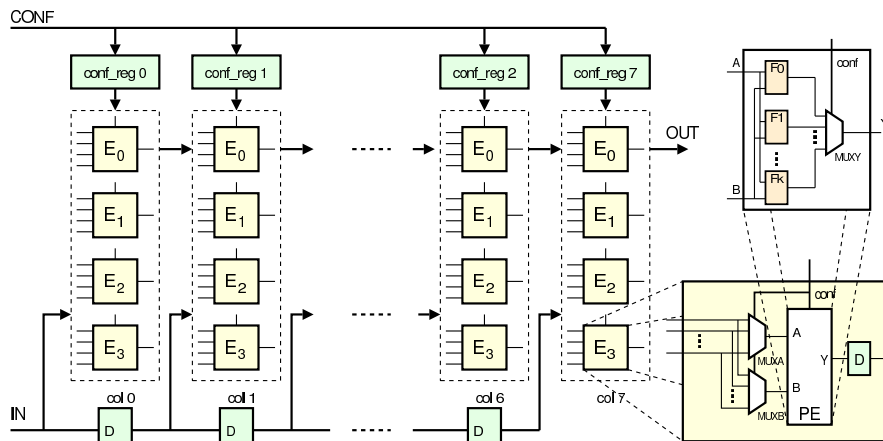 CONF
conf_reg 0 conf_reg 1 conf_reg 2 conf_reg 7
E0 E0 E0 E0 OUT
E1 E1 E1 E1
E2 E2 E2 E2
E3 E3 E3 E3
col 0 col 1 col 6 col 7
IN D D D
A F0 conf
F1
MUXY
Fk
B
Y
conf
A
MUXA
Y D
B
MUXB PE